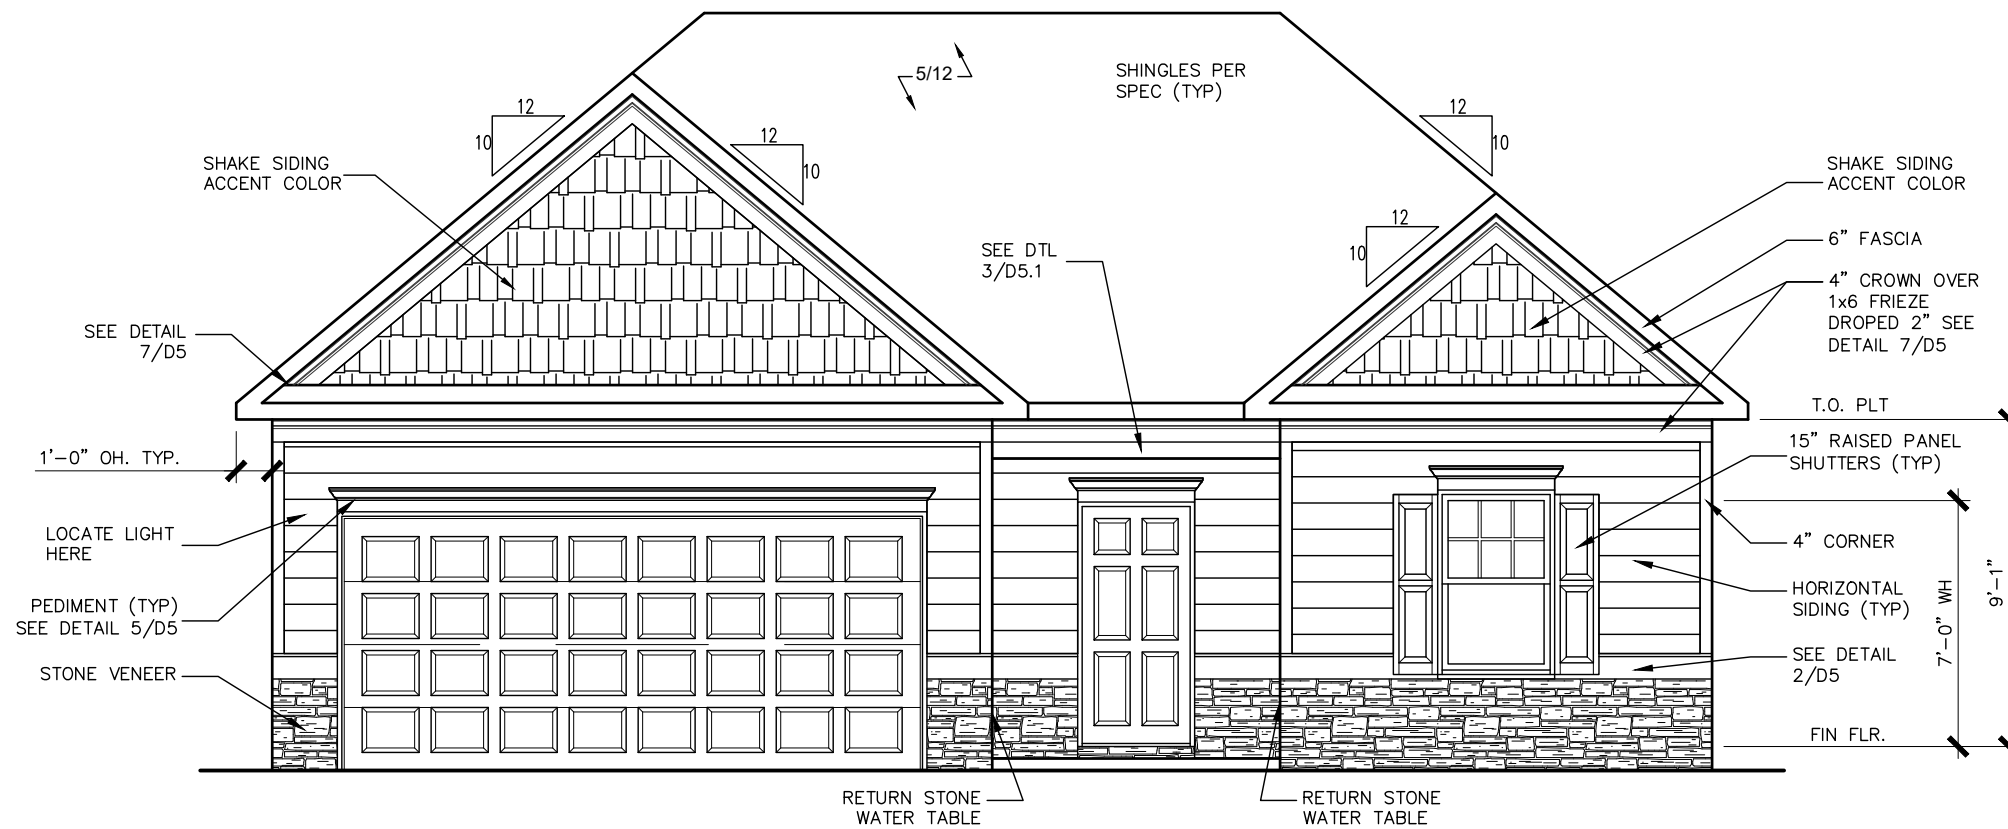 5/12
SHINGLES PER
SPEC (TYP)
12
10
12
10
12
10
12
10
SHAKE SIDING
ACCENT COLOR
SEE DETAIL
7/D5
1'-0" OH. TYP.
LOCATE LIGHT
HERE
PEDIMENT (TYP)
SEE DETAIL 5/D5
STONE VENEER
SEE DTL
3/D5.1
RETURN STONE
WATER TABLE
RETURN STONE
WATER TABLE
SHAKE SIDING
ACCENT COLOR
6" FASCIA
4" CROWN OVER
1x6 FRIEZE
DROPED 2" SEE
DETAIL 7/D5
T.O. PLT
15" RAISED PANEL
SHUTTERS (TYP)
4" CORNER
HORIZONTAL
SIDING (TYP)
SEE DETAIL
2/D5
FIN FLR.
7'-0" WH
9'-1"